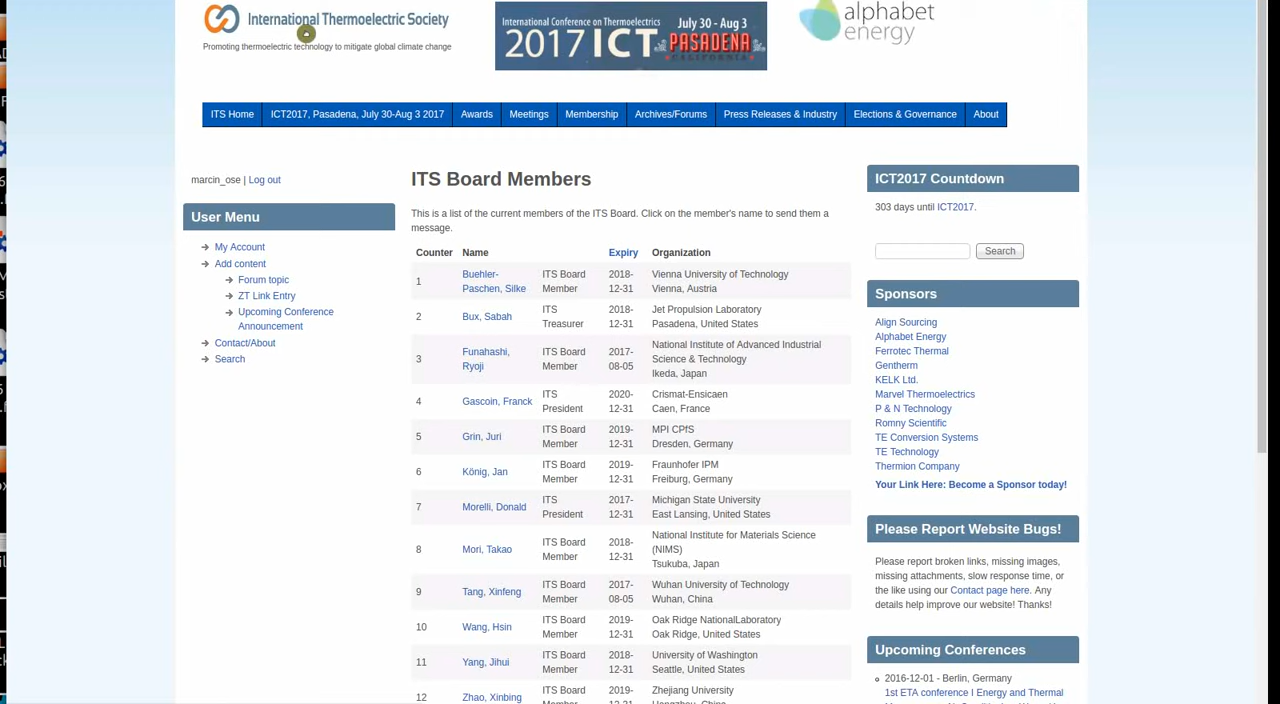 International Thermoelectric Society
Promoting thermoelectric technology to mitigate global climate change
International Conference on Thermoelectrics
July 30 - Aug 3
2017 ICT PASADENA
CALIFORNIA
alphabet
energy
ITS Home
ICT2017, Pasadena, July 30-Aug 3 2017
Awards
Meetings
Membership
Archives/Forums
Press Releases & Industry
Elections & Governance
About
marcin_ose | Log out
User Menu
My Account
Add content
Forum topic
ZT Link Entry
Upcoming Conference
Announcement
Contact/About
Search
ITS Board Members
This is a list of the current members of the ITS Board. Click on the member's name to send them a
message.
Counter Name Expiry Organization
1 Buehler- ITS Board 2018- Vienna University of Technology
Paschen, Silke Member 12-31 Vienna, Austria
2 Bux, Sabah ITS 2018- Jet Propulsion Laboratory
Treasurer 12-31 Pasadena, United States
National Institute of Advanced Industrial
3 Funahashi, ITS Board 2017- Science & Technology
Ryoji Member 08-05 Ikeda, Japan
4 Gascoin, Franck ITS 2020- Crismat-Ensicaen
President 12-31 Caen, France
5 Grin, Juri ITS Board 2019- MPI CPfS
Member 12-31 Dresden, Germany
6 König, Jan ITS Board 2019- Fraunhofer IPM
Member 12-31 Freiburg, Germany
7 Morelli, Donald ITS 2017- Michigan State University
President 12-31 East Lansing, United States
National Institute for Materials Science
8 Mori, Takao ITS Board 2018- (NIMS)
Member 12-31 Tsukuba, Japan
9 Tang, Xinfeng ITS Board 2017- Wuhan University of Technology
Member 08-05 Wuhan, China
10 Wang, Hsin ITS Board 2019- Oak Ridge NationalLaboratory
Member 12-31 Oak Ridge, United States
11 Yang, Jihui ITS Board 2018- University of Washington
Member 12-31 Seattle, United States
12 Zhao, Xinbing ITS Board 2019- Zhejiang University
ICT2017 Countdown
303 days until ICT2017.
Search
Sponsors
Align Sourcing
Alphabet Energy
Ferrotec Thermal
Gentherm
KELK Ltd.
Marvel Thermoelectrics
P & N Technology
Romny Scientific
TE Conversion Systems
TE Technology
Thermion Company
Your Link Here: Become a Sponsor today!
Please Report Website Bugs!
Please report broken links, missing images,
missing attachments, slow response time, or
the like using our Contact page here. Any
details help improve our website! Thanks!
Upcoming Conferences
2016-12-01 - Berlin, Germany
1st ETA conference I Energy and Thermal